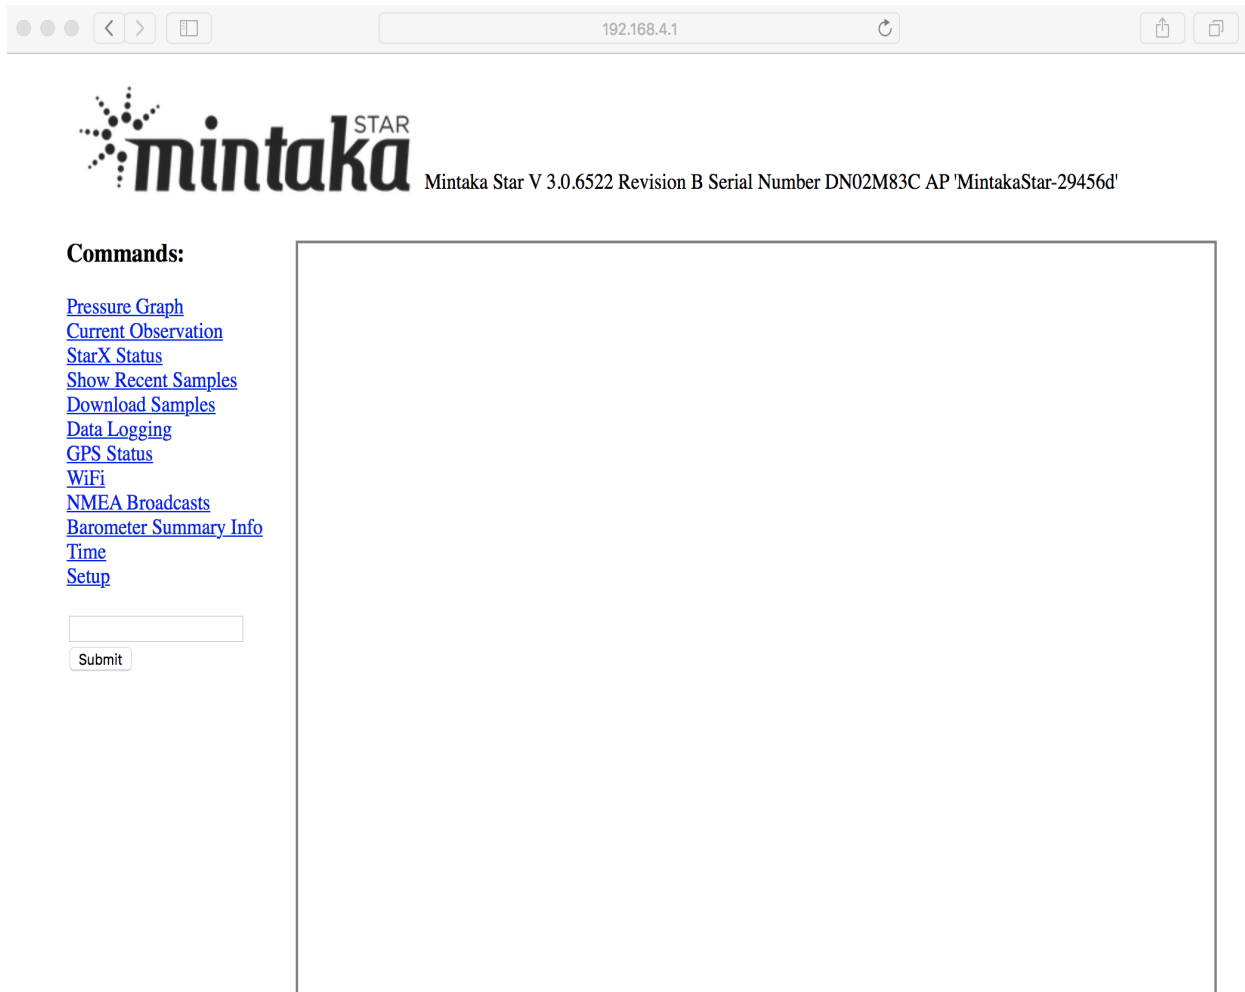 192.168.4.1
mintaka STAR
Mintaka Star V 3.0.6522 Revision B Serial Number DN02M83C AP 'MintakaStar-29456d'
Commands:
Pressure Graph
Current Observation
StarX Status
Show Recent Samples
Download Samples
Data Logging
GPS Status
WiFi
NMEA Broadcasts
Barometer Summary Info
Time
Setup
Submit